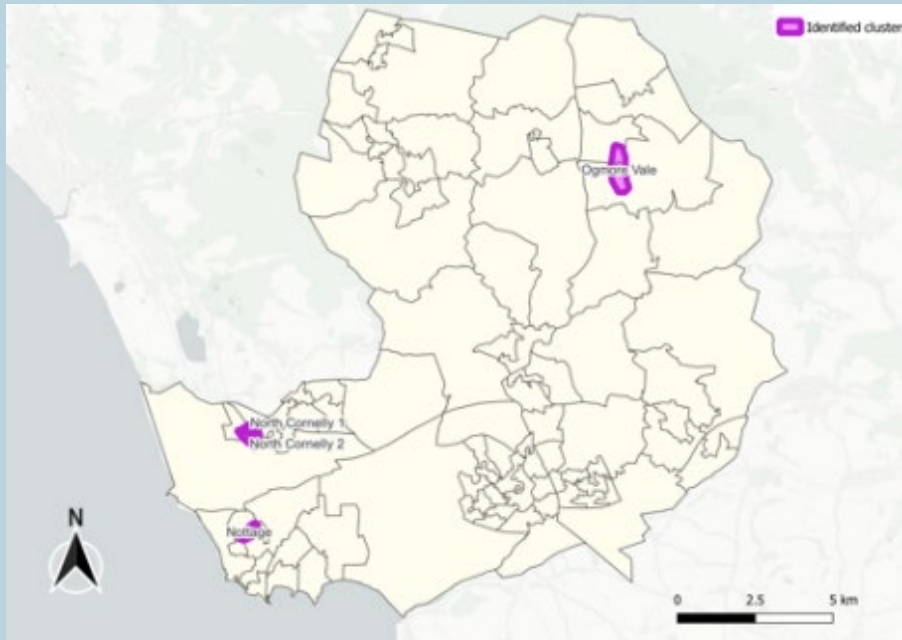 Identified cluster
Ogmore Vale
North Cornelly 1
North Cornelly 2
Nottage
N
0 2.5 5 km